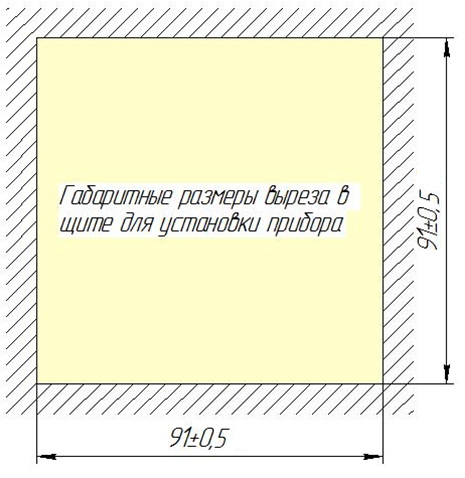 Габаритные размеры выреза в
щите для установки прибора
91±0,5
91±0,5